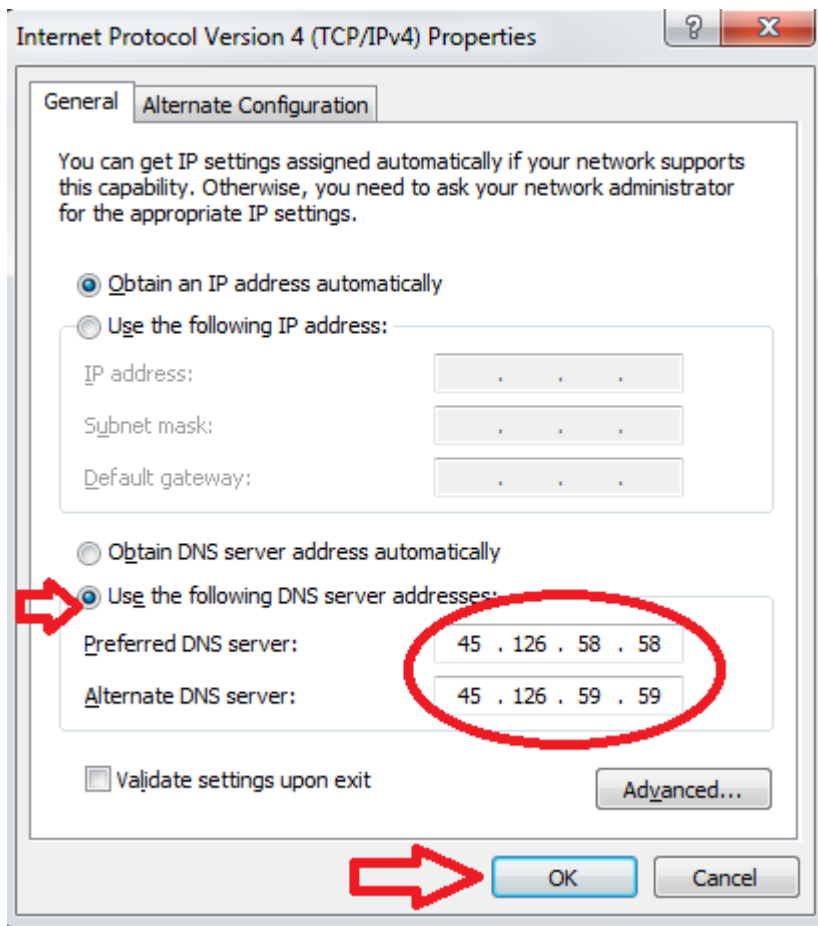 Internet Protocol Version 4 (TCP/IPv4) Properties
General
Alternate Configuration
You can get IP settings assigned automatically if your network supports
this capability. Otherwise, you need to ask your network administrator
for the appropriate IP settings.
Obtain an IP address automatically
Use the following IP address:
IP address: . . .
Subnet mask: . . .
Default gateway: . . .
Obtain DNS server address automatically
Use the following DNS server addresses:
Preferred DNS server: 45 . 126 . 58 . 58
Alternate DNS server: 45 . 126 . 59 . 59
Validate settings upon exit
Advanced...
OK
Cancel